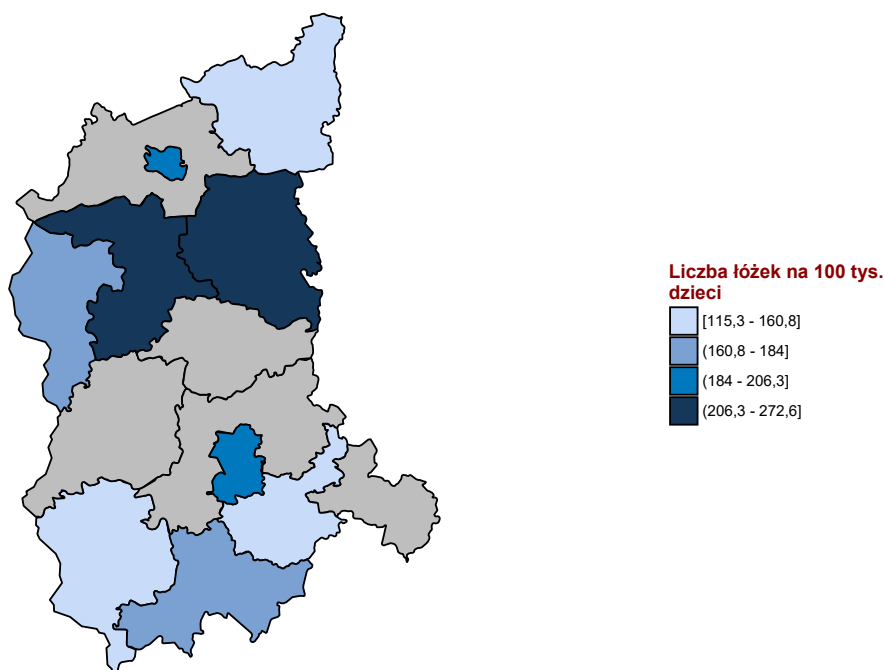 Liczba łóżek na 100 tys.
dzieci
[115,3 - 160,8]
(160,8 - 184]
(184 - 206,3]
(206,3 - 272,6]